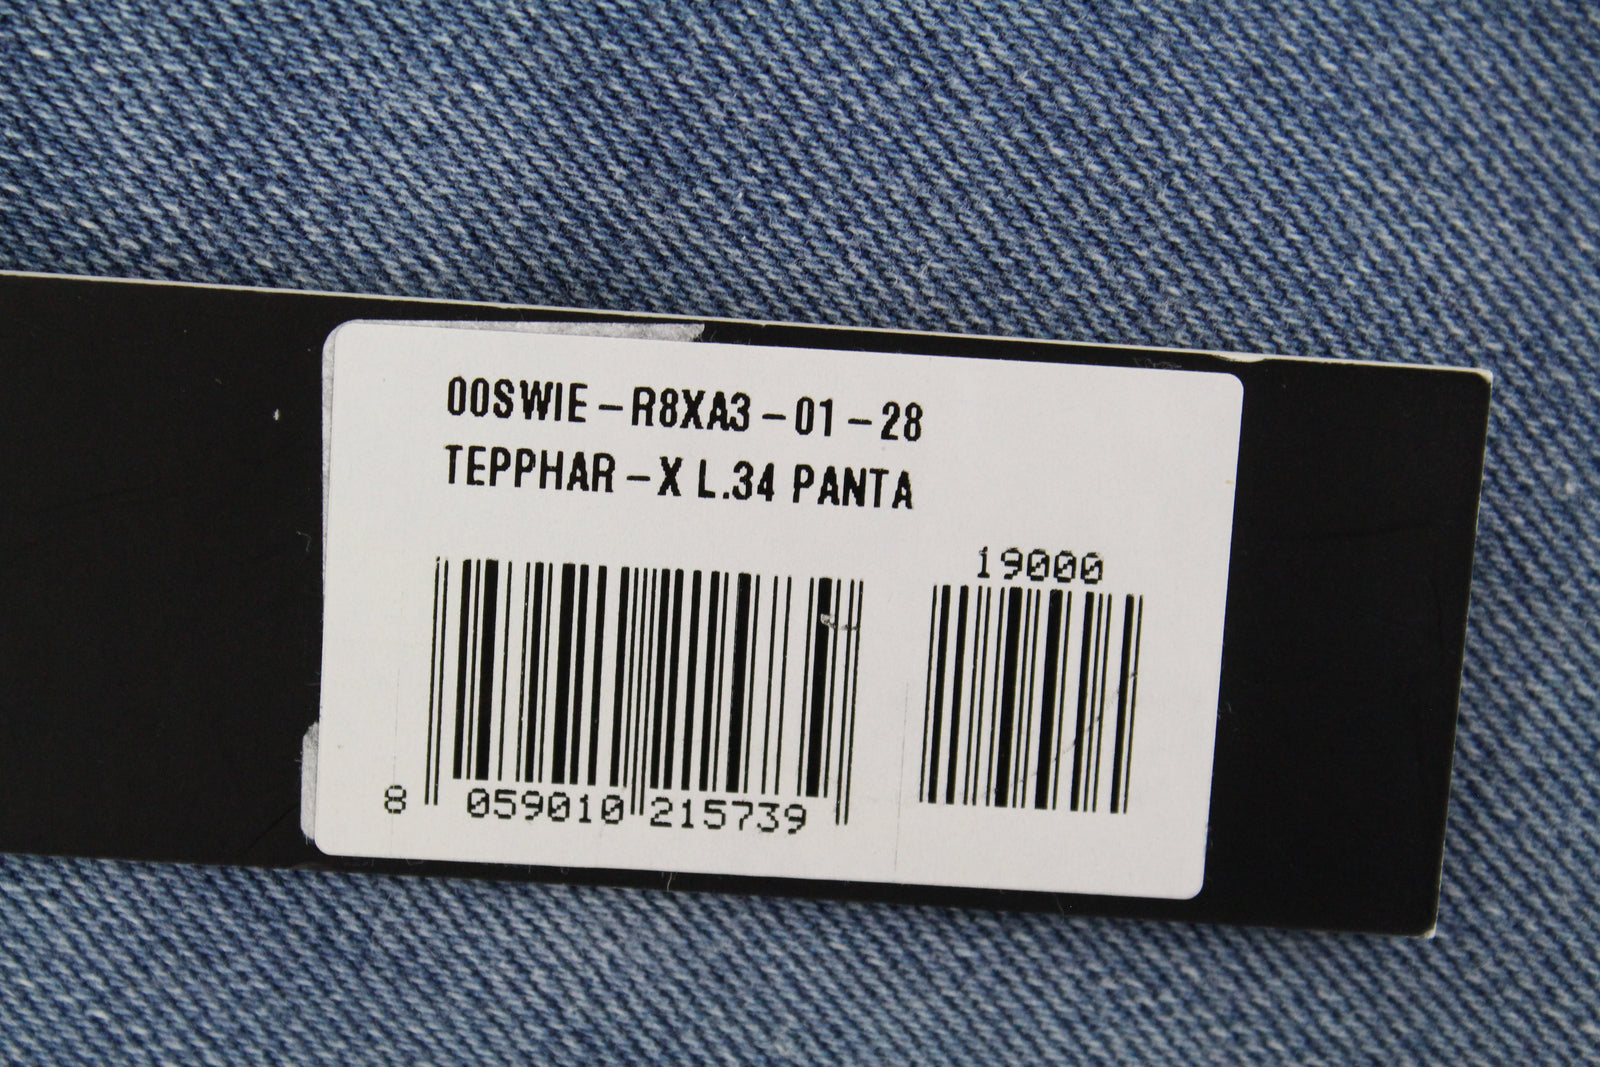 00SWIE-R8XA3-01-28
TEPPHAR-X L.34 PANTA
19000
8 059010 215739